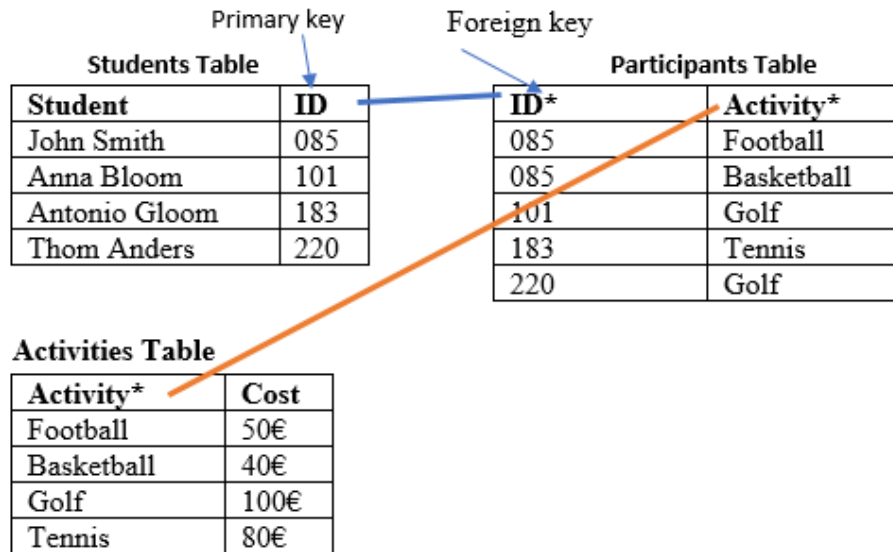 Primary key
Foreign key
Students Table
Student ID
John Smith 085
Anna Bloom 101
Antonio Gloom 183
Thom Anders 220
Participants Table
ID* Activity*
085 Football
085 Basketball
101 Golf
183 Tennis
220 Golf
Activities Table
Activity* Cost
Football 50€
Basketball 40€
Golf 100€
Tennis 80€